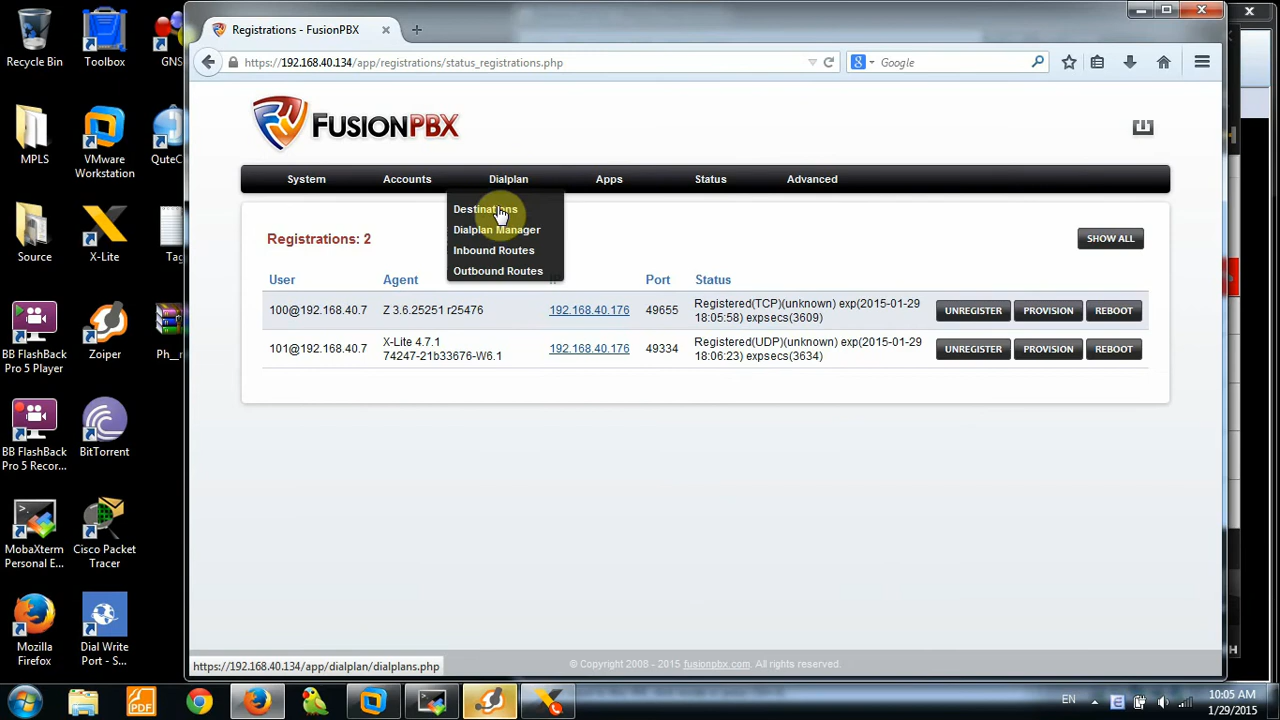 Recycle Bin
Toolbox
GNS
MPLS
VMware
Workstation
QuteC
Source
X-Lite
Tag
BB FlashBack
Pro 5 Player
Zoiper
Ph_
BB FlashBack
Pro 5 Recor...
BitTorrent
MobaXterm
Personal E...
Cisco Packet
Tracer
Mozilla
Firefox
Dial Write
Port - S...
Registrations - FusionPBX
https://192.168.40.134/app/registrations/status_registrations.php
Google
FUSIONPBX
System Accounts Dialplan Apps Status Advanced
Destinations
Dialplan Manager
Inbound Routes
Outbound Routes
Registrations: 2
SHOW ALL
User Agent Port Status
100@192.168.40.7 Z 3.6.25251 r25476 192.168.40.176 49655 Registered(TCP)(unknown) exp(2015-01-29
18:05:58) expsecs(3609)
UNREGISTER PROVISION REBOOT
101@192.168.40.7 X-Lite 4.7.1
74247-21b33676-W6.1
192.168.40.176 49334 Registered(UDP)(unknown) exp(2015-01-29
18:06:23) expsecs(3634)
UNREGISTER PROVISION REBOOT
https://192.168.40.134/app/dialplan/dialplans.php
© Copyright 2008 - 2015 fusionpbx.com. All rights reserved.
PDF
EN
10:05 AM
1/29/2015